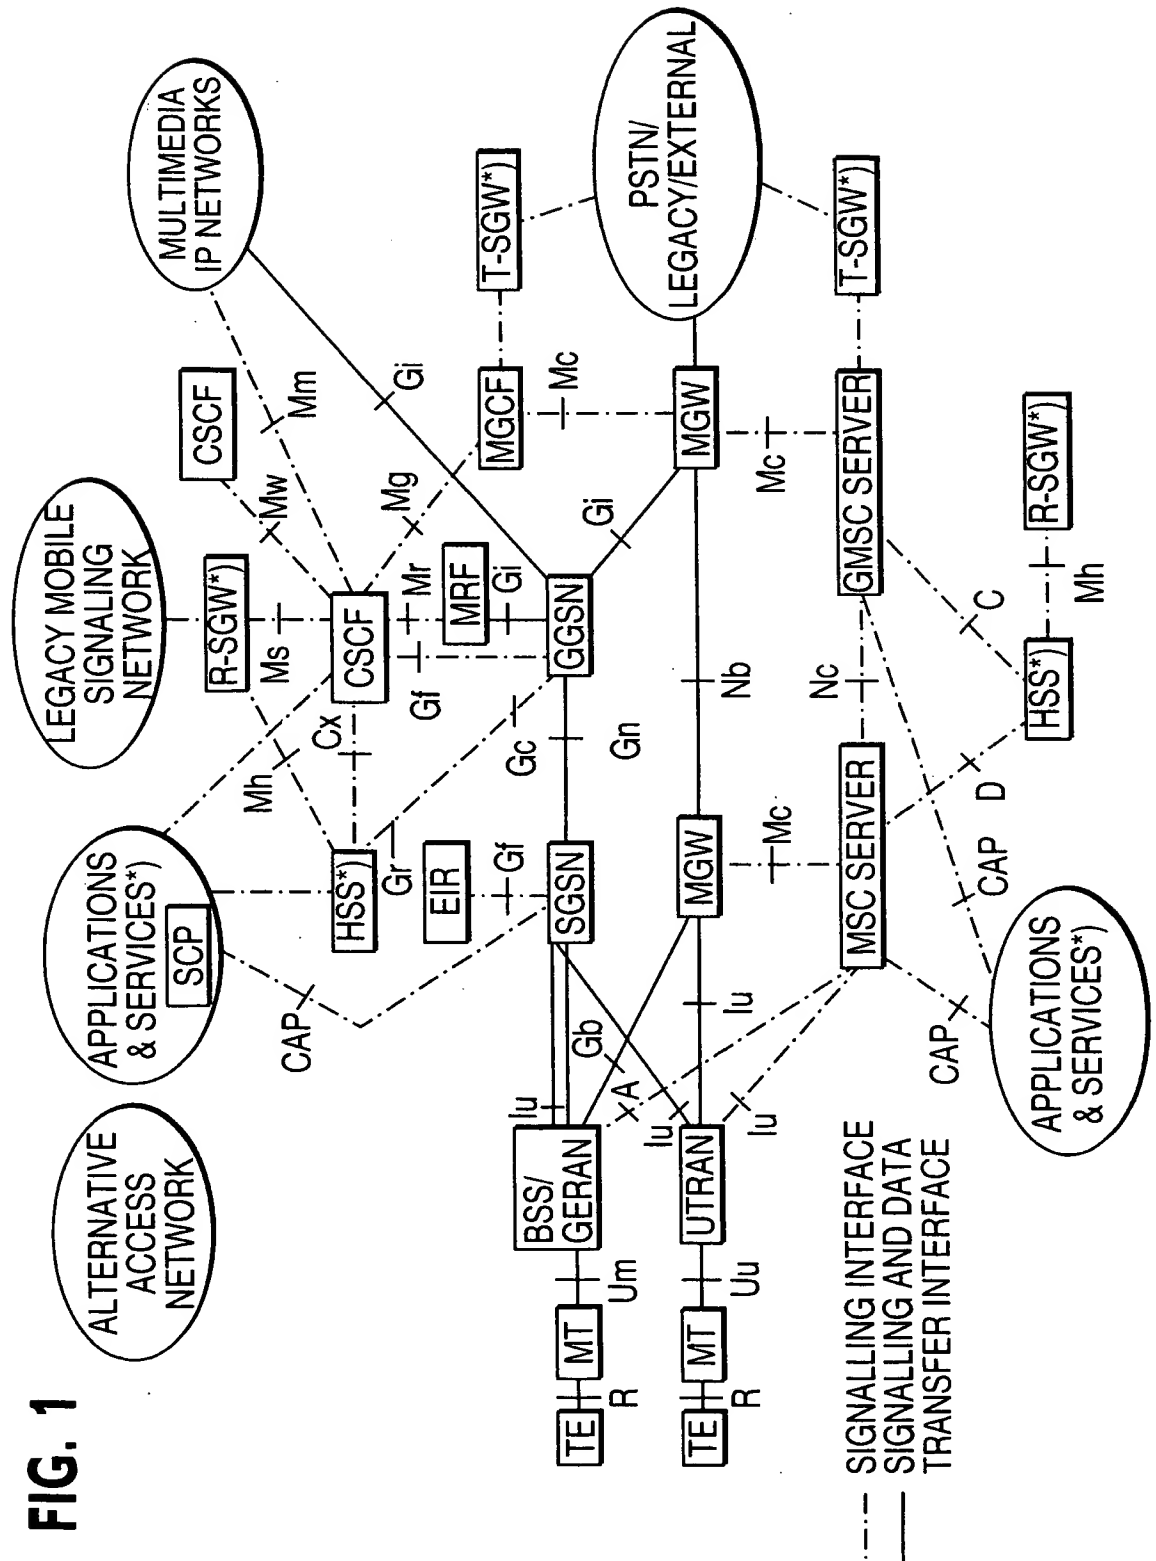 FIG. 1
ALTERNATIVE
ACCESS
NETWORK
APPLICATIONS
& SERVICES*)
SCP
LEGACY MOBILE
SIGNALING
NETWORK
MULTIMEDIA
IP NETWORKS
CAP
Mh
R-SGW*)
Ms
Mw
CSCF
Mm
Cx
HSS*)
CSCF
Gr
Gf
Mr
Mg
Gi
EIR
Gf
MRF
Gi
MGCF
T-SGW*)
Mc
Gc
TE
R
MT
Um
BSS/
GERAN
Iu
Gb
A
SGSN
Gn
GGSN
Gi
PSTN/
LEGACY/EXTERNAL
TE
R
MT
Uu
UTRAN
Iu
Iu
Iu
MGW
Nb
MGW
Mc
Mc
MSC SERVER
Nc
GMSC SERVER
T-SGW*)
CAP
CAP
D
C
HSS*)
Mh
R-SGW*)
APPLICATIONS
& SERVICES*)
SIGNALLING INTERFACE
SIGNALLING AND DATA
TRANSFER INTERFACE